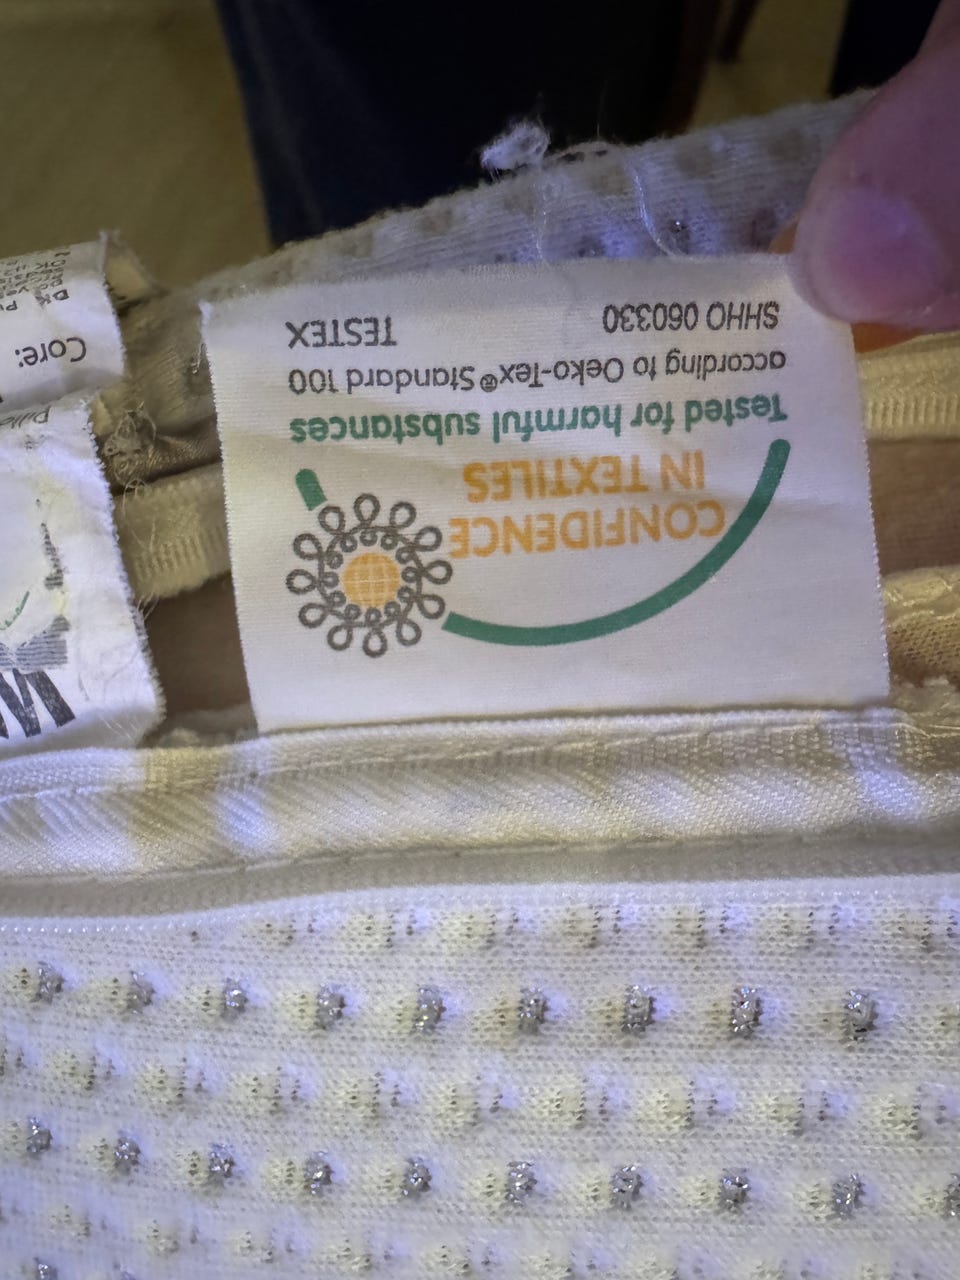 CONFIDENCE
IN TEXTILES
Tested for harmful substances
according to Oeko-Tex® Standard 100
SHHO 060330 TESTEX
Core: